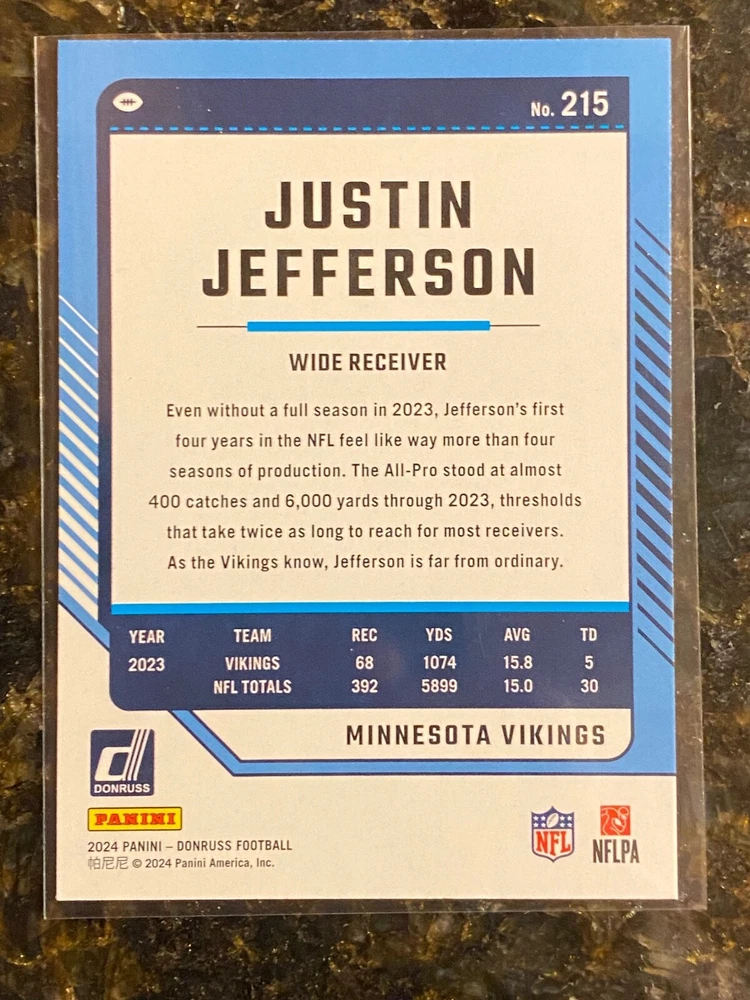 No. 215
JUSTIN
JEFFERSON
WIDE RECEIVER
Even without a full season in 2023, Jefferson's first
four years in the NFL feel like way more than four
seasons of production. The All-Pro stood at almost
400 catches and 6,000 yards through 2023, thresholds
that take twice as long to reach for most receivers.
As the Vikings know, Jefferson is far from ordinary.
YEAR TEAM REC YDS AVG TD
2023 VIKINGS 68 1074 15.8 5
NFL TOTALS 392 5899 15.0 30
MINNESOTA VIKINGS
d
DONRUSS
PANINI
2024 PANINI – DONRUSS FOOTBALL
帕尼尼 © 2024 Panini America, Inc.
NFL
NFLPA